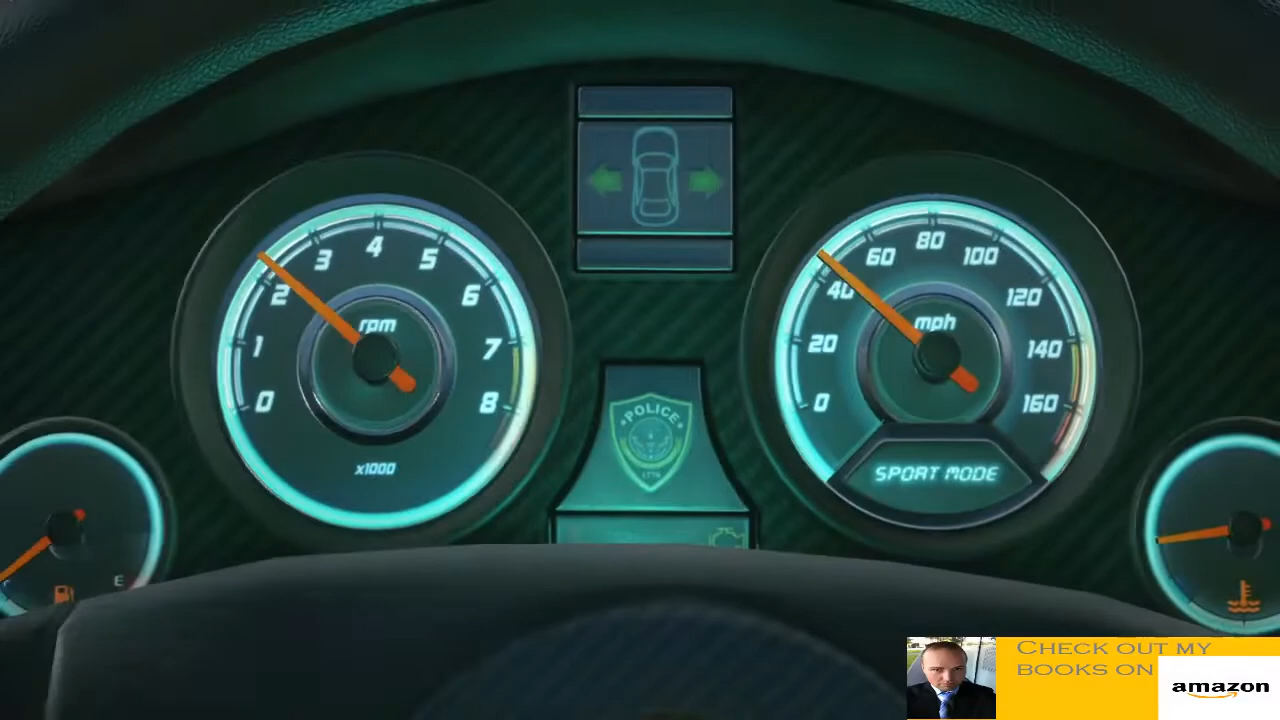 3 4 5
2 6
rpm
1 7
0 8
x1000
60 80 100
40 120
mph
20 140
0 160
SPORT MODE
POLICE
1776
E
CHECK OUT MY
BOOKS ON
amazon